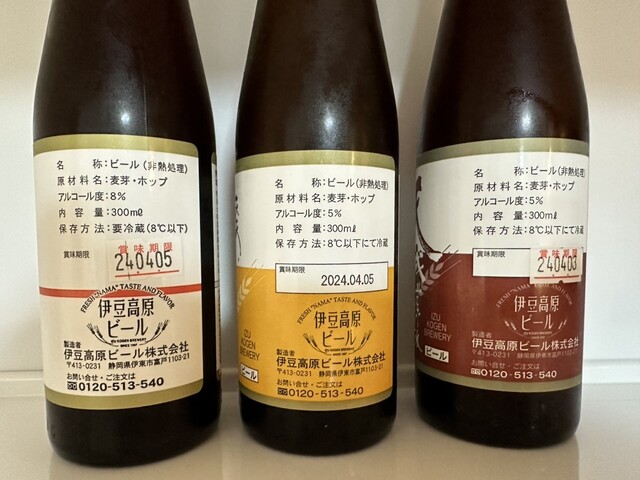 名　　　称:ビール(非熱処理)
原 材 料 名:麦芽・ホップ
アルコール度:8%
内　容　量:300mℓ
保 存 方 法:要冷蔵(8℃以下)
賞味期限
賞味期限
240405
FRESH "NAMA" TASTE AND FLAVOR
伊豆高原
ビール
IZU KOGEN BREWERY
SINCE 1997
製造者
伊豆高原ビール株式会社
〒413-0231　静岡県伊東市富戸1103-21
お問い合せ・ご注文は
0120-513-540
名　　　称:ビール(非熱処理)
原 材 料 名:麦芽・ホップ
アルコール度:5%
内　容　量:300mℓ
保 存 方 法:8℃以下にて冷蔵
賞味期限
2024.04.05
FRESH "NAMA" TASTE AND FLAVOR
伊豆高原
ビール
IZU
KOGEN
BREWERY
製造者
伊豆高原ビール株式会社
〒413-0231　静岡県伊東市富戸1103-21
ビール
お問い合せ・ご注文は
0120-513-540
名　　　称:ビール(非熱処理)
原 材 料 名:麦芽・ホップ
アルコール度:5%
内　容　量:300mℓ
保 存 方 法:8℃以下にて冷蔵
賞味期限
賞味期限
240403
伊豆高原
ビール
IZU
KOGEN
BREWERY
製造者
伊豆高原ビール株式会社
〒413-0231　静岡県伊東市富戸1103-21
ビール
お問い合せ・ご注文は
0120-513-540